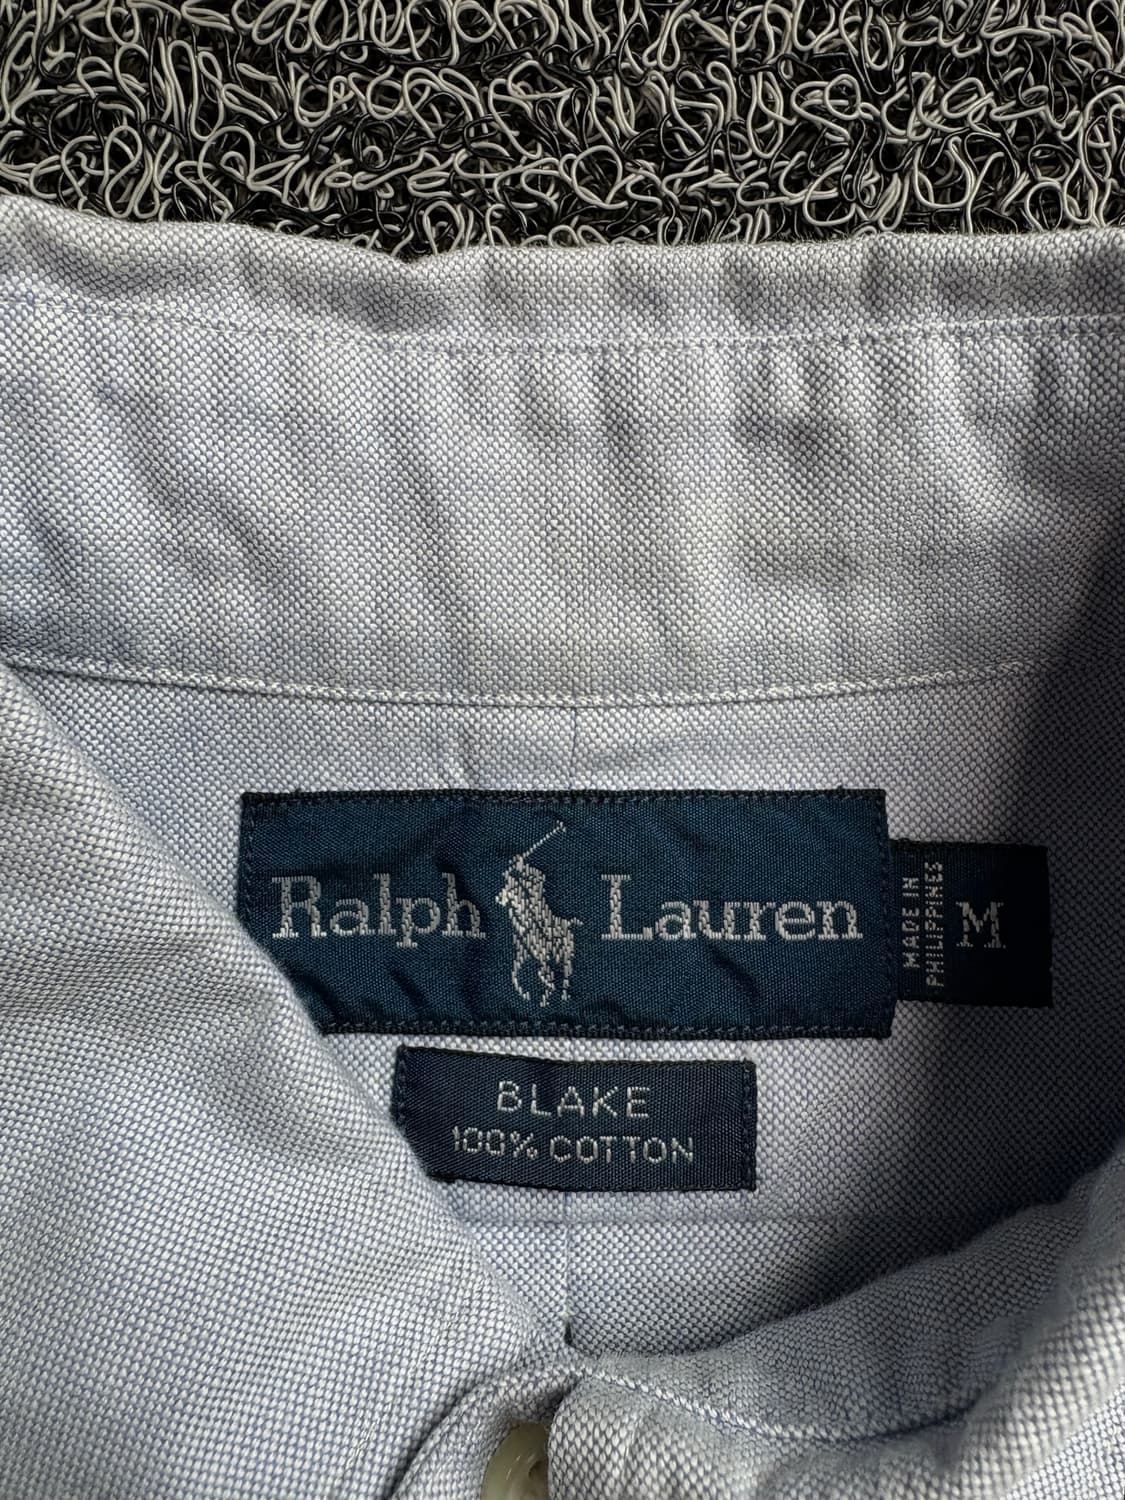 Ralph Lauren
MADE IN
PHILIPPINES
M
BLAKE
100% COTTON